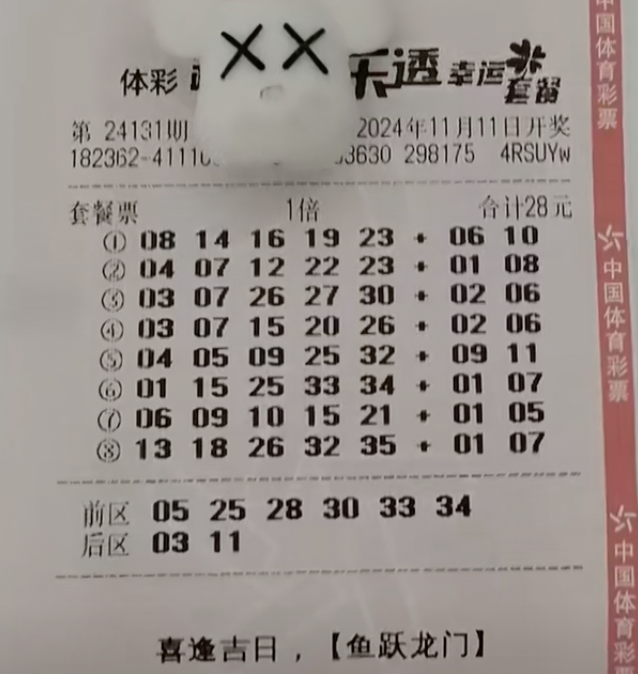 体彩 透 幸运 套餐
第 24131期 2024年11月11日开奖
182362-4111 3630 298175 4RSUYw
套餐票 1倍 合计28元
① 08 14 16 19 23 + 06 10
② 04 07 12 22 23 + 01 08
③ 03 07 26 27 30 + 02 06
④ 03 07 15 20 26 + 02 06
⑤ 04 05 09 25 32 + 09 11
⑥ 01 15 25 33 34 + 01 07
⑦ 06 09 10 15 21 + 01 05
⑧ 13 18 26 32 35 + 01 07
前区 05 25 28 30 33 34
后区 03 11
喜逢吉日，【鱼跃龙门】
中国体育彩票
中国体育彩票
中国体育彩票